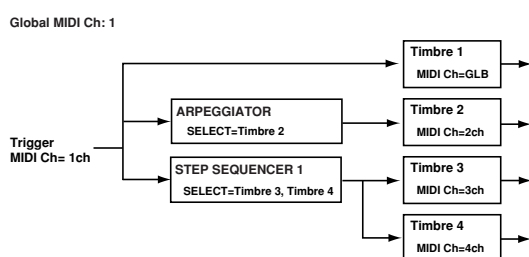 Global MIDI Ch: 1
Timbre 1
MIDI Ch=GLB
ARPEGGIATOR
SELECT=Timbre 2
Timbre 2
MIDI Ch=2ch
Trigger
MIDI Ch= 1ch
STEP SEQUENCER 1
SELECT=Timbre 3, Timbre 4
Timbre 3
MIDI Ch=3ch
Timbre 4
MIDI Ch=4ch